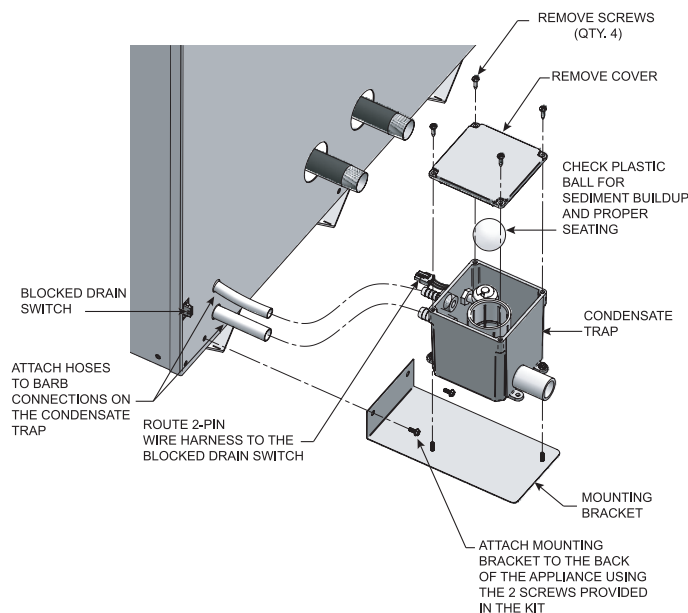 REMOVE SCREWS
(QTY. 4)
REMOVE COVER
CHECK PLASTIC
BALL FOR
SEDIMENT BUILDUP
AND PROPER
SEATING
BLOCKED DRAIN
SWITCH
CONDENSATE
TRAP
ATTACH HOSES
TO BARB
CONNECTIONS ON
THE CONDENSATE
TRAP
ROUTE 2-PIN
WIRE HARNESS TO THE
BLOCKED DRAIN SWITCH
MOUNTING
BRACKET
ATTACH MOUNTING
BRACKET TO THE BACK
OF THE APPLIANCE USING
THE 2 SCREWS PROVIDED
IN THE KIT